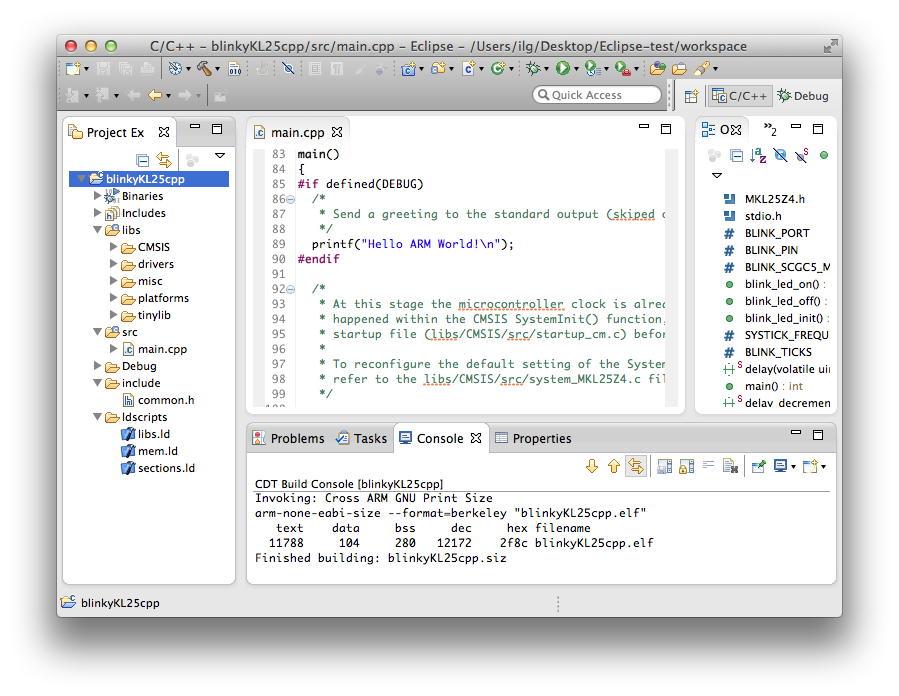 C/C++ – blinkyKL25cpp/src/main.cpp – Eclipse – /Users/ilg/Desktop/Eclipse-test/workspace
010
Quick Access
C/C++
Debug
Project Ex
blinkyKL25cpp
Binaries
Includes
libs
CMSIS
drivers
misc
platforms
tinylib
src
main.cpp
Debug
include
common.h
ldscripts
libs.ld
mem.ld
sections.ld
main.cpp
83 main()
84 {
85 #if defined(DEBUG)
86 /*
87 * Send a greeting to the standard output (skiped
88 */
89 printf("Hello ARM World!\n");
90 #endif
91
92 /*
93 * At this stage the microcontroller clock is alrea
94 * happened within the CMSIS SystemInit() function,
95 * startup file (libs/CMSIS/src/startup_cm.c) befor
96 *
97 * To reconfigure the default setting of the System
98 * refer to the libs/CMSIS/src/system_MKL25Z4.c fil
99 */
O
»2
MKL25Z4.h
stdio.h
BLINK_PORT
BLINK_PIN
BLINK_SCGC5_M
blink_led_on() :
blink_led_off() :
blink_led_init() :
SYSTICK_FREQU
BLINK_TICKS
delay(volatile uin
main() : int
delay_decremen
Problems
Tasks
Console
Properties
CDT Build Console [blinkyKL25cpp]
Invoking: Cross ARM GNU Print Size
arm-none-eabi-size --format=berkeley "blinkyKL25cpp.elf"
text data bss dec hex filename
11788 104 280 12172 2f8c blinkyKL25cpp.elf
Finished building: blinkyKL25cpp.siz
blinkyKL25cpp